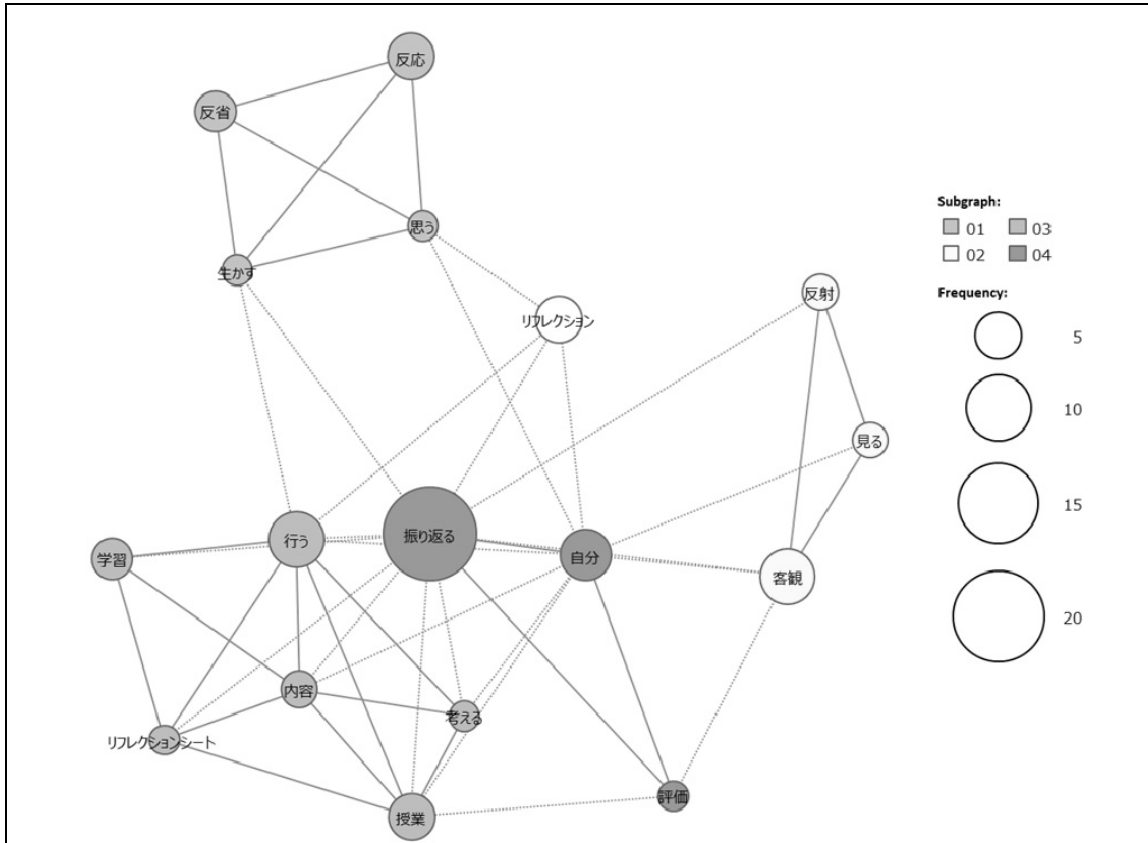 反応
反省
思う
生かす
リフレクション
反射
見る
Subgraph:
01 03
02 04
Frequency:
5
10
15
20
振り返る
行う
自分
学習
客観
内容
考える
リフレクションシート
評価
授業